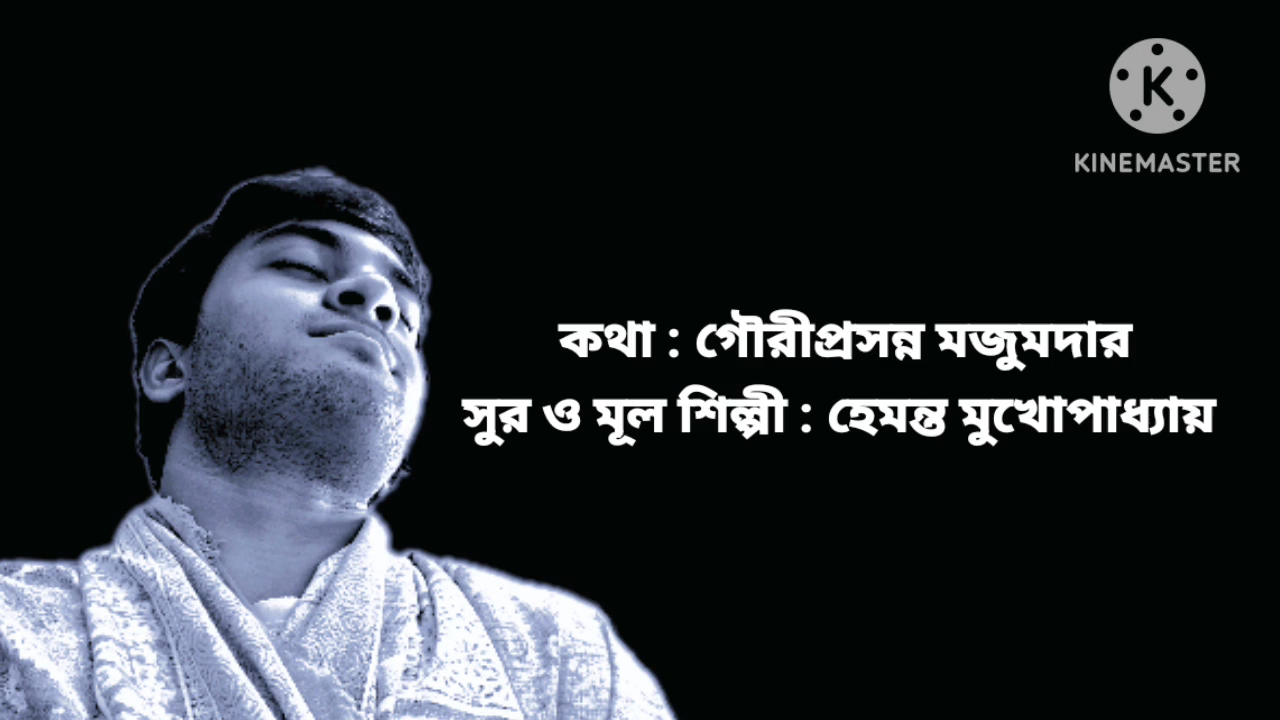 KINEMASTER
কথা : গৌরীপ্রসন্ন মজুমদার
সুর ও মূল শিল্পী : হেমন্ত মুখোপাধ্যায়